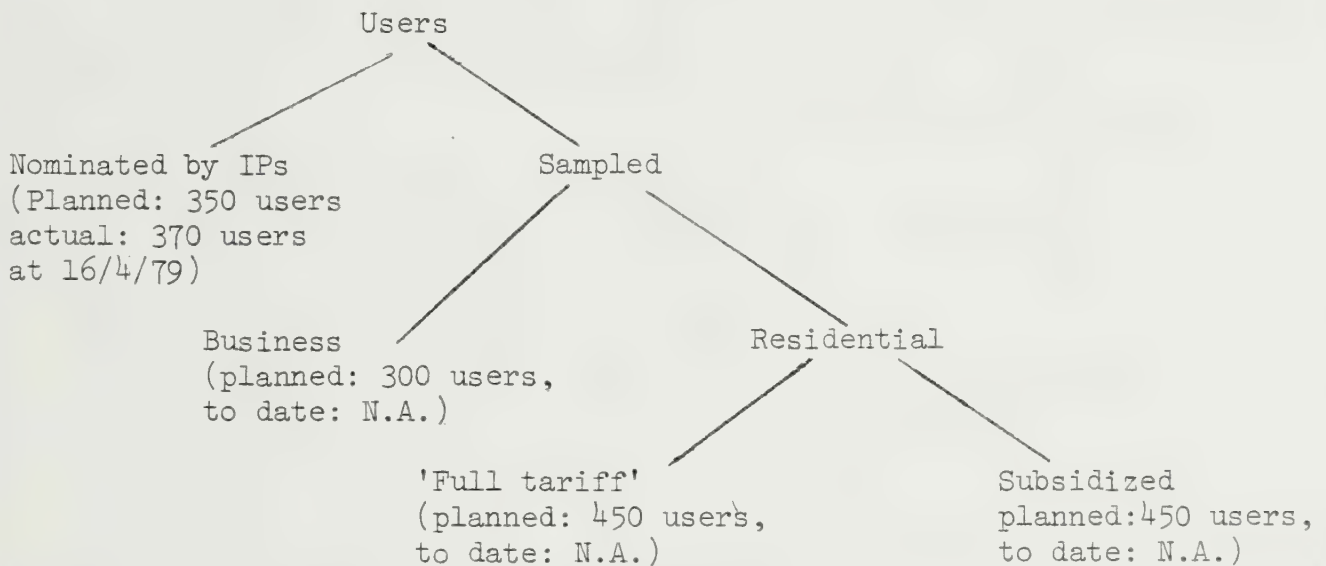 Users
Nominated by IPs
(Planned: 350 users
actual: 370 users
at 16/4/79)
Sampled
Business
(planned: 300 users,
to date: N.A.)
Residential
'Full tariff'
(planned: 450 users,
to date: N.A.)
Subsidized
planned:450 users,
to date: N.A.)